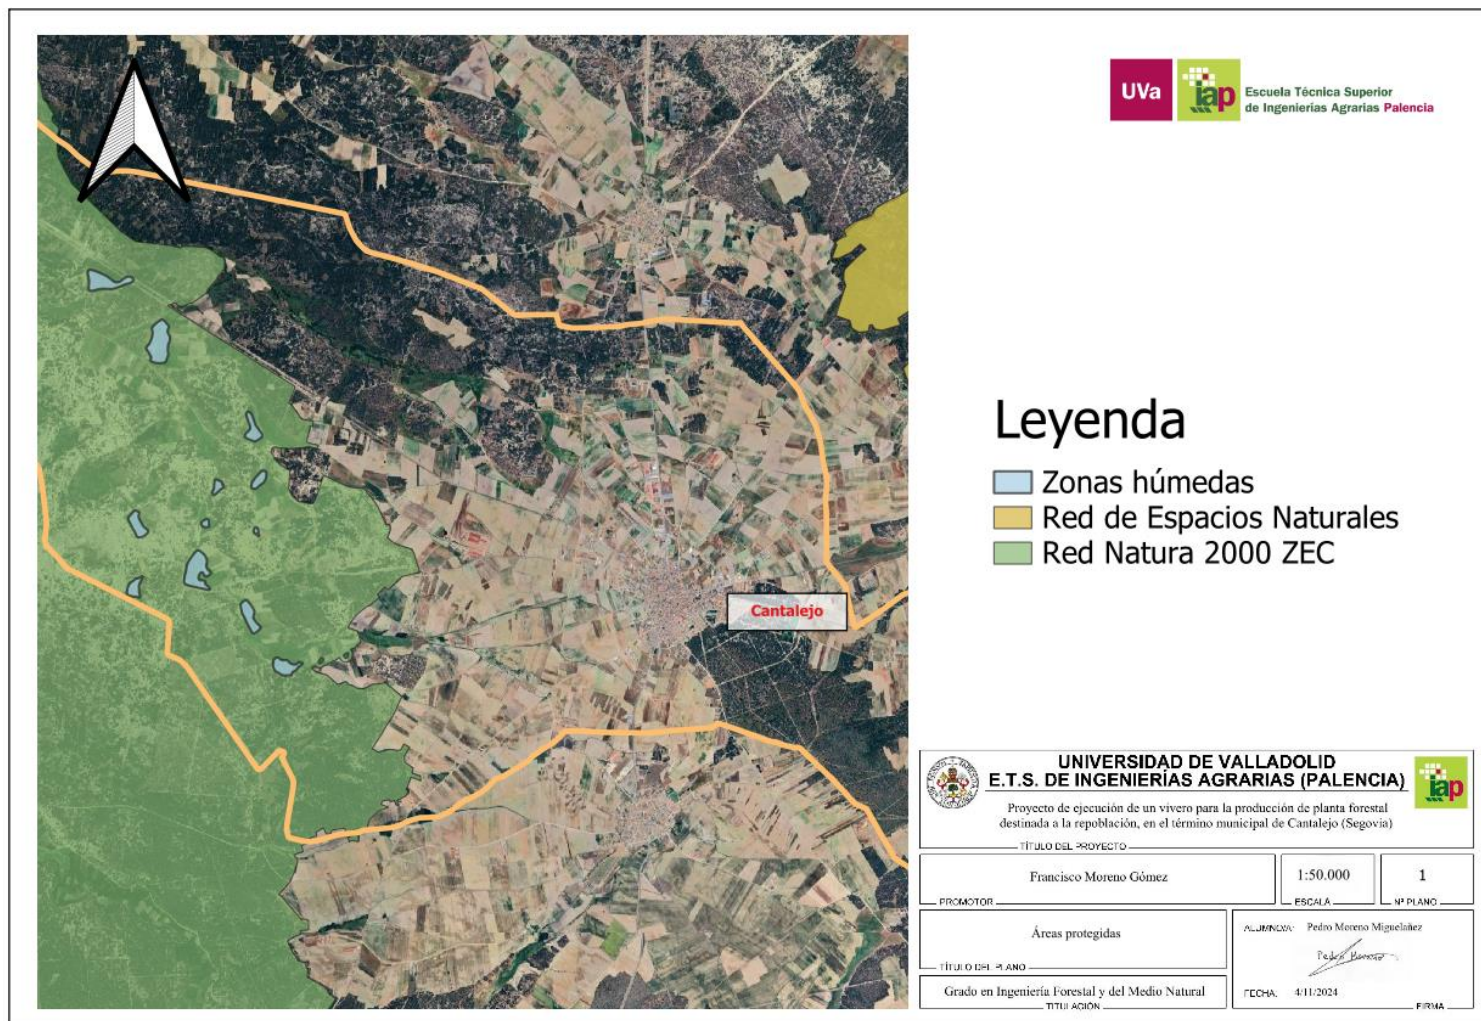 UVa
iap
Escuela Técnica Superior
de Ingenierías Agrarias Palencia
Cantalejo
Leyenda
Zonas húmedas
Red de Espacios Naturales
Red Natura 2000 ZEC
UNIVERSIDAD DE VALLADOLID
E.T.S. DE INGENIERÍAS AGRARIAS (PALENCIA)
iap
Proyecto de ejecución de un vivero para la producción de planta forestal
destinada a la repoblación, en el término municipal de Cantalejo (Segovia)
TÍTULO DEL PROYECTO
Francisco Moreno Gómez
PROMOTOR
1:50.000
ESCALA
1
Nº PLANO
Áreas protegidas
TÍTULO DEL PLANO
Grado en Ingeniería Forestal y del Medio Natural
TITULACIÓN
ALUMNO/A: Pedro Moreno Miguelañez
Pedro Moreno
FECHA: 4/11/2024
FIRMA